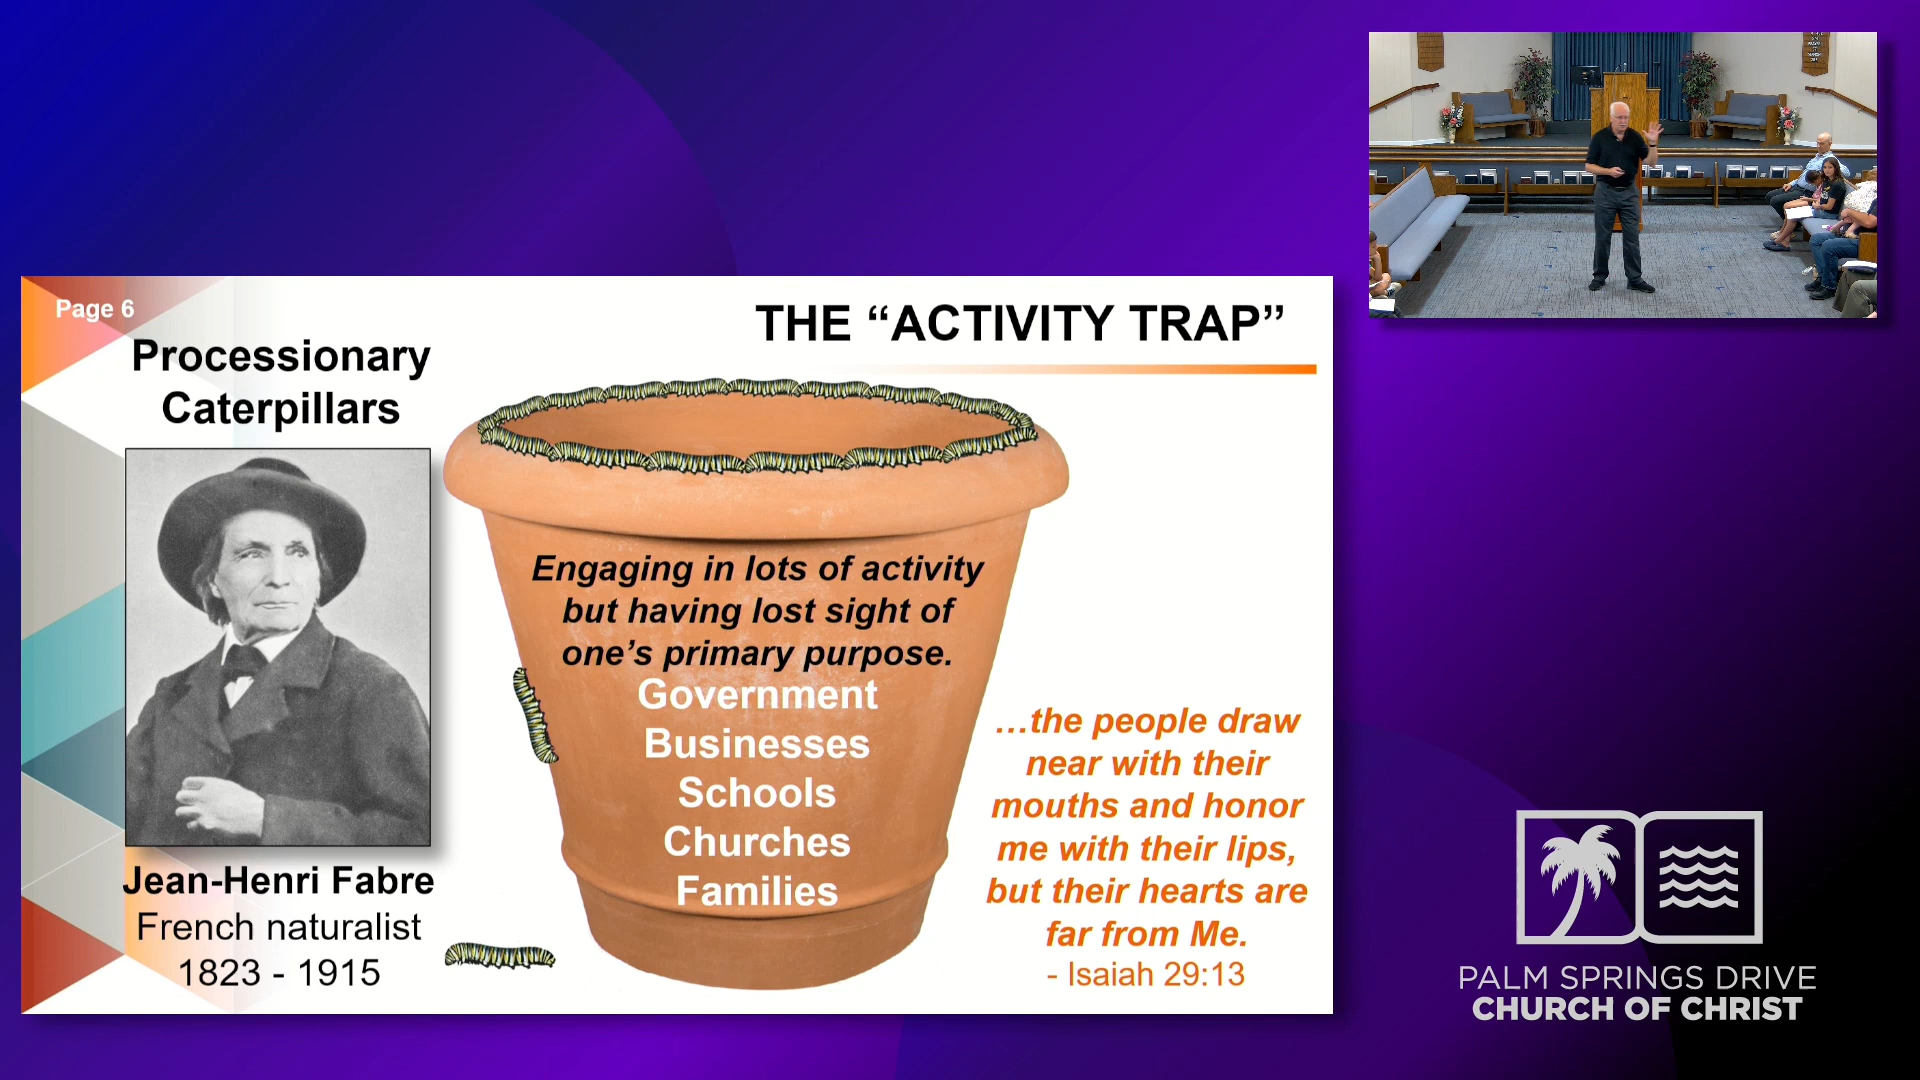 Page 6
THE “ACTIVITY TRAP”
Processionary
Caterpillars
Jean-Henri Fabre
French naturalist
1823 - 1915
Engaging in lots of activity
but having lost sight of
one’s primary purpose.
Government
Businesses
Schools
Churches
Families
…the people draw
near with their
mouths and honor
me with their lips,
but their hearts are
far from Me.
- Isaiah 29:13
PALM SPRINGS DRIVE
CHURCH OF CHRIST